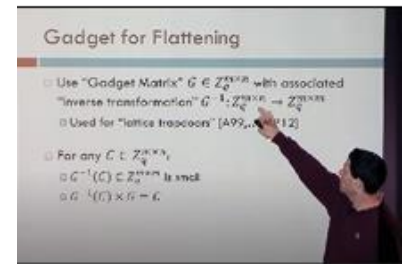 Gadget for Flattening
Use "Gadget Matrix" G ∈ Z_q^{m×n} with associated
"inverse transformation" G^{-1}: Z_q^{m×n} → Z_q^{m×m}
Used for "lattice trapdoors" [A99,... 12]
For any C ∈ Z_q^{m×n},
G^{-1}(C) ∈ Z_q^{m×m} is small
G^{-1}(C) × G = C